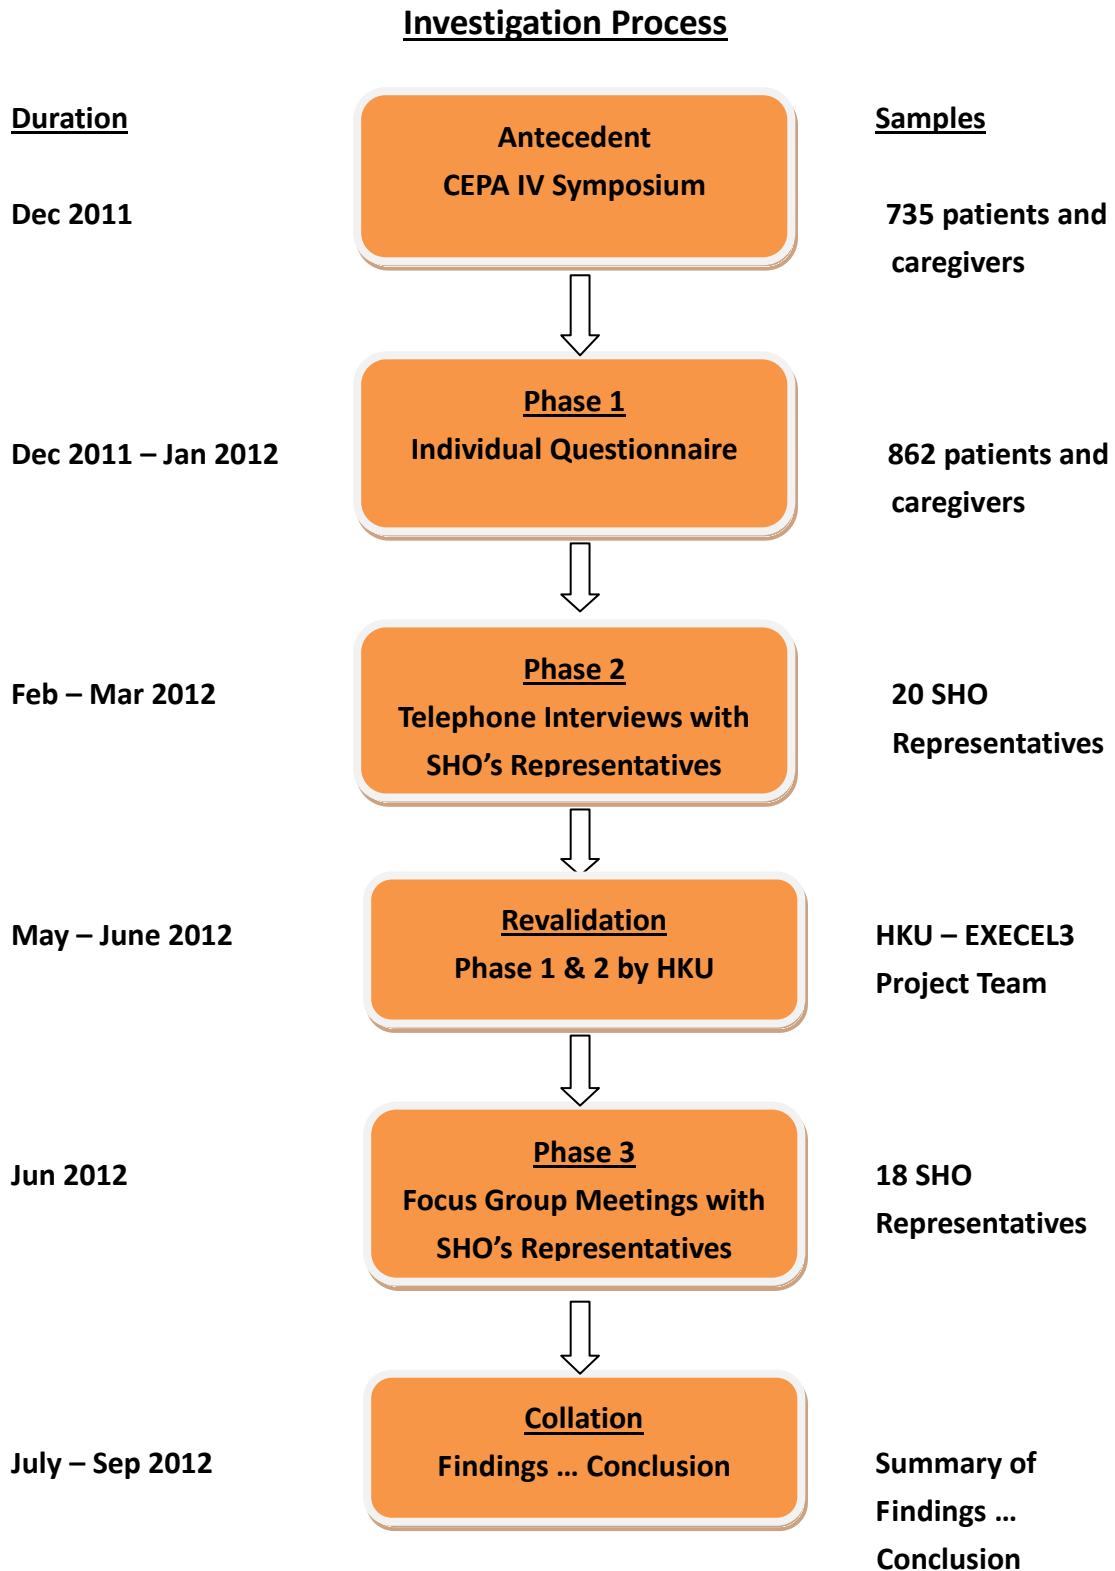 Investigation Process
Duration
Antecedent
CEPA IV Symposium
Samples
Dec 2011
735 patients and
caregivers
Phase 1
Individual Questionnaire
Dec 2011 – Jan 2012
862 patients and
caregivers
Phase 2
Telephone Interviews with
SHO’s Representatives
Feb – Mar 2012
20 SHO
Representatives
Revalidation
Phase 1 & 2 by HKU
May – June 2012
HKU – EXECEL3
Project Team
Phase 3
Focus Group Meetings with
SHO’s Representatives
Jun 2012
18 SHO
Representatives
Collation
Findings … Conclusion
July – Sep 2012
Summary of
Findings …
Conclusion